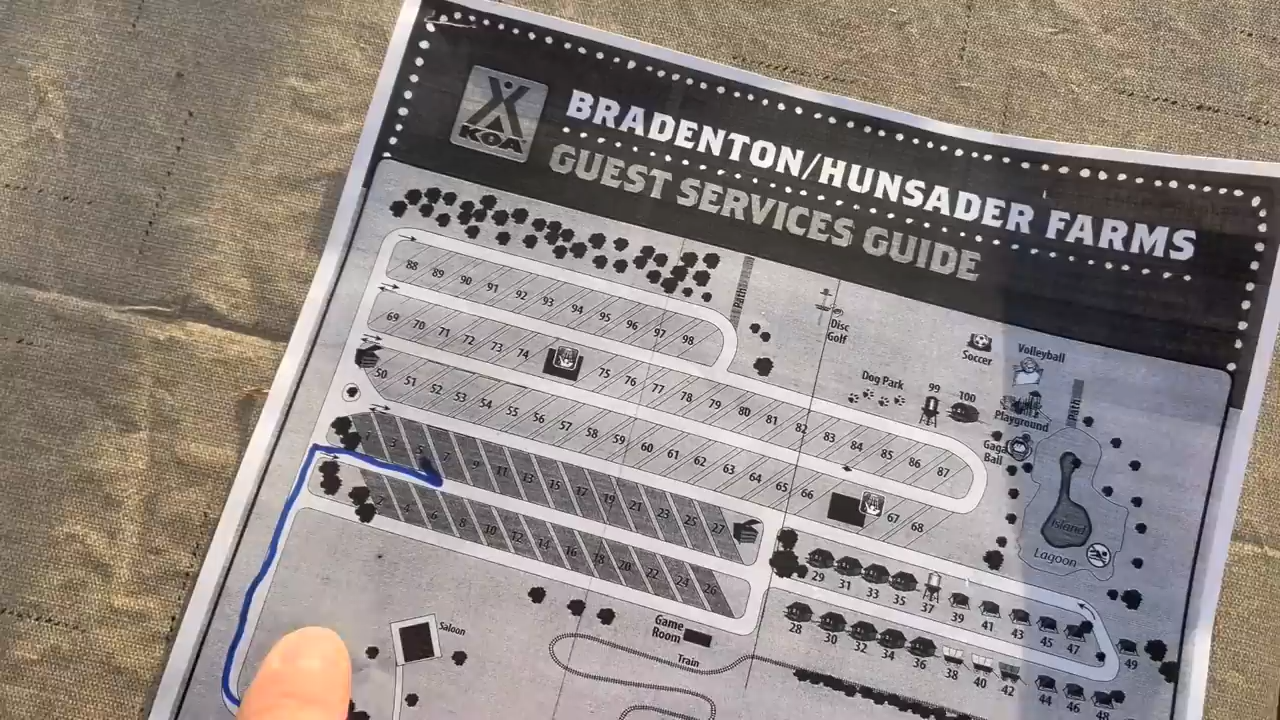 KOA
BRADENTON/HUNSADER FARMS
GUEST SERVICES GUIDE
88 89 90 91 92 93 94 95 96 97 98
Path
Disc
Golf
Soccer
Volleyball
69 70 71 72 73 74 75 76 77 78 79 80 81 82 83 84 85 86 87
Dog Park
99 100
Playground
Path
Gaga
Ball
50 51 52 53 54 55 56 57 58 59 60 61 62 63 64 65 66 67 68
1 3 5 7 9 11 13 15 17 19 21 23 25 27
2 4 6 8 10 12 14 16 18 20 22 24 26
Island
Lagoon
29 31 33 35 37 39 41 43 45 47 49
28 30 32 34 36 38 40 42 44 46 48
Saloon
Game
Room
Train